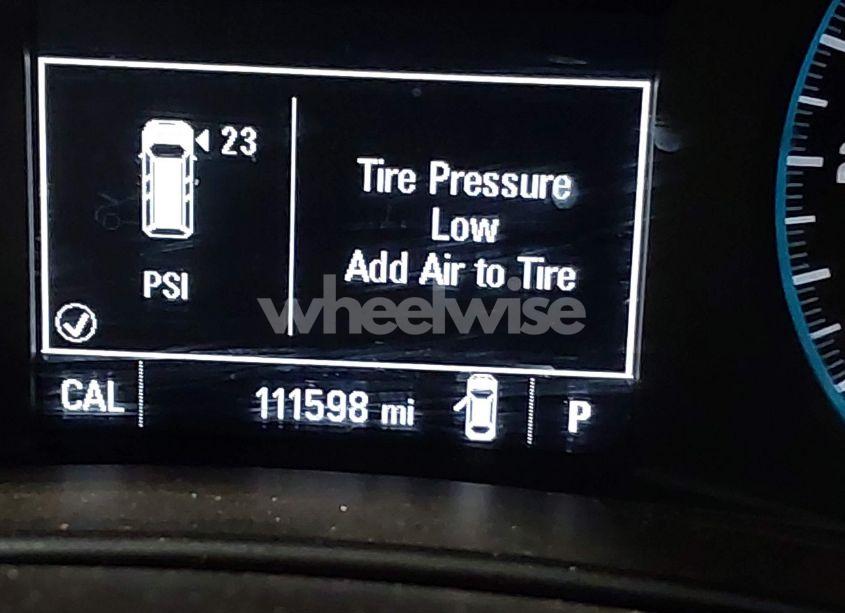 23
PSI
Tire Pressure
Low
Add Air to Tire
wheelwise
CAL
111598 mi
P